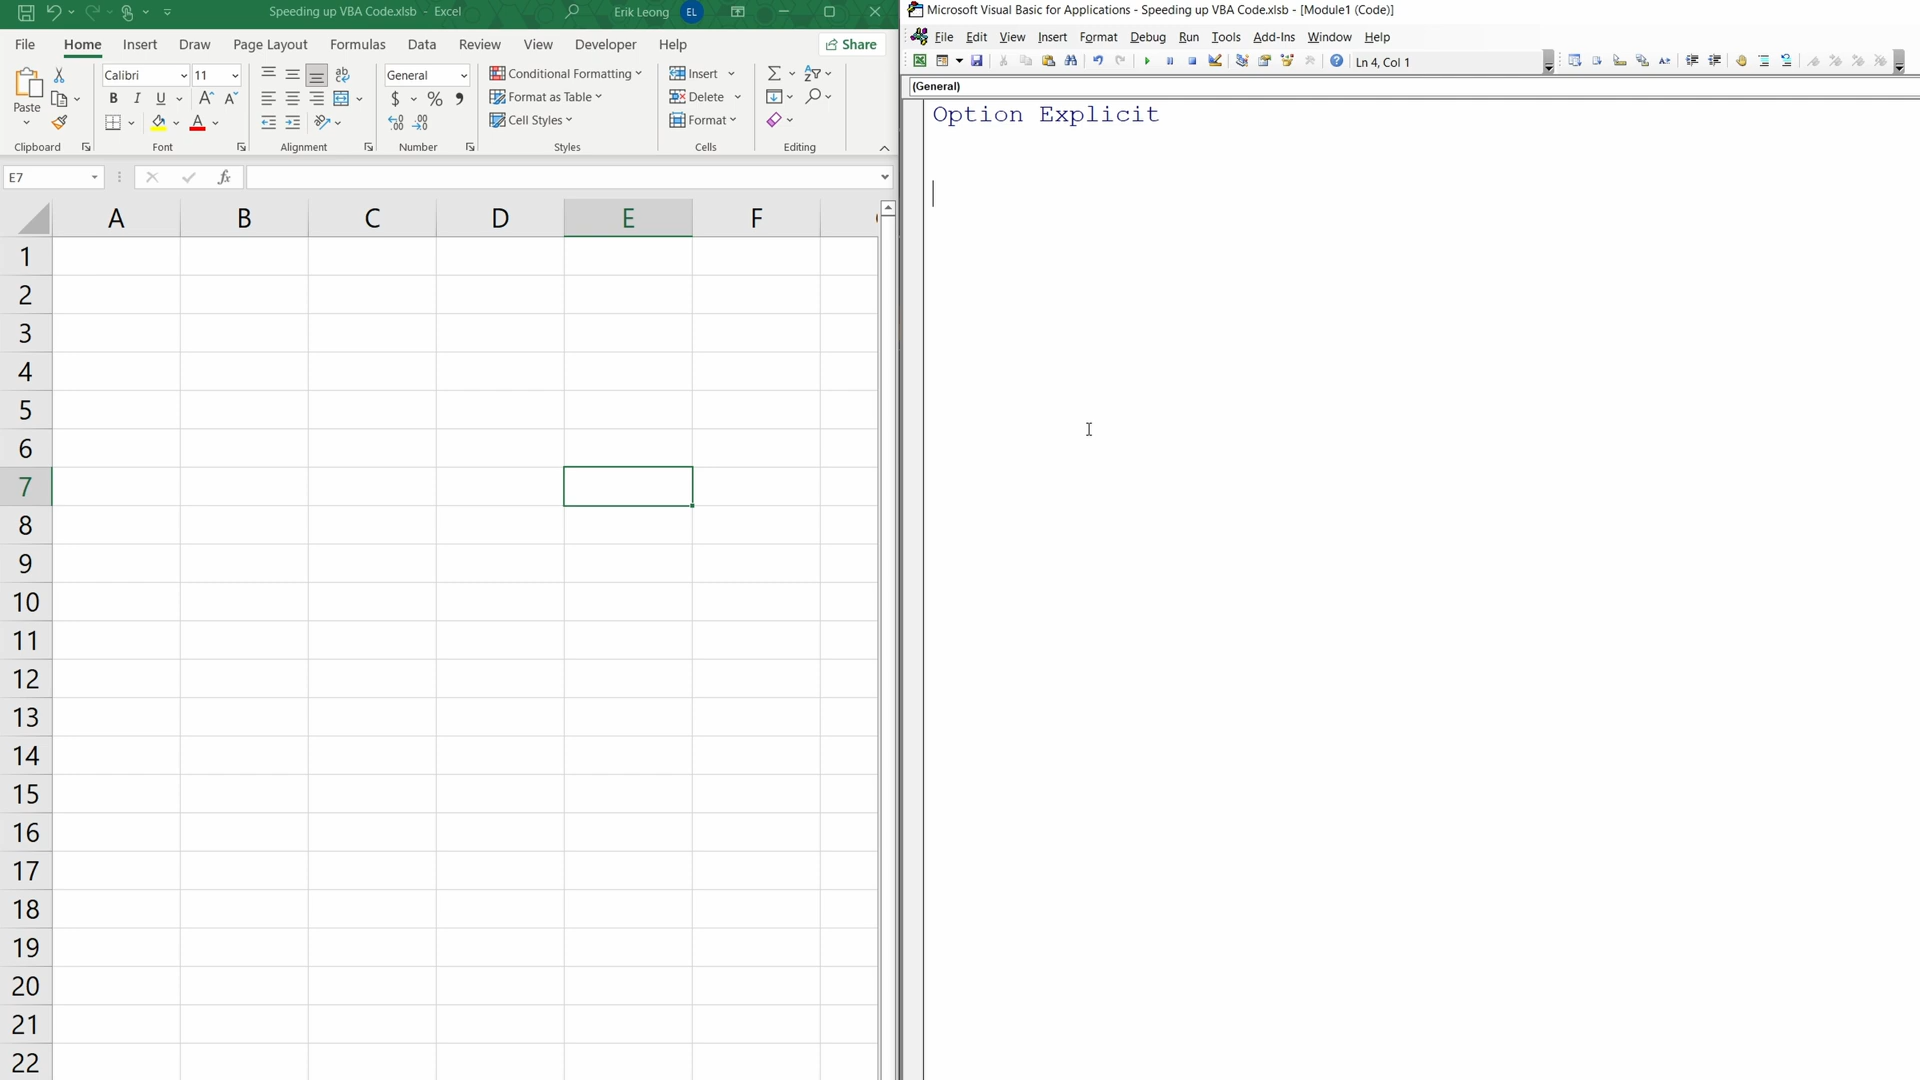 Speeding up VBA Code.xlsb - Excel
Erik Leong EL
File Home Insert Draw Page Layout Formulas Data Review View Developer Help Share
Paste
Calibri 11
B I U A A
ab
General
$ % 9
Conditional Formatting
Format as Table
Cell Styles
Insert
Delete
Format
Clipboard Font Alignment Number Styles Cells Editing
E7 fx
A B C D E F
1
2
3
4
5
6
7
8
9
10
11
12
13
14
15
16
17
18
19
20
21
22
Microsoft Visual Basic for Applications - Speeding up VBA Code.xlsb - [Module1 (Code)]
File Edit View Insert Format Debug Run Tools Add-Ins Window Help
Ln 4, Col 1
(General)
Option Explicit